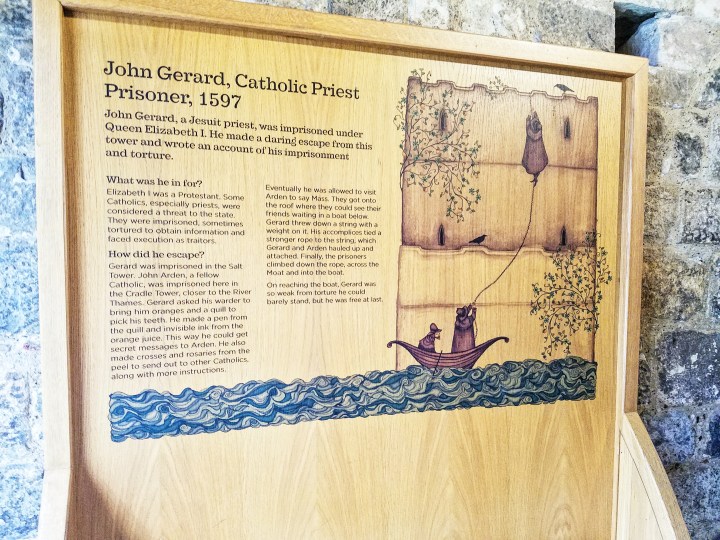 John Gerard, Catholic Priest
Prisoner, 1597
John Gerard, a Jesuit priest, was imprisoned under
Queen Elizabeth I. He made a daring escape from this
tower and wrote an account of his imprisonment
and torture.
What was he in for?
Elizabeth I was a Protestant. Some
Catholics, especially priests, were
considered a threat to the state.
They were imprisoned, sometimes
tortured to obtain information and
faced execution as traitors.
How did he escape?
Gerard was imprisoned in the Salt
Tower. John Arden, a fellow
Catholic, was imprisoned here in
the Cradle Tower, closer to the River
Thames. Gerard asked his warder to
bring him oranges and a quill to
pick his teeth. He made a pen from
the quill and invisible ink from the
orange juice. This way he could get
secret messages to Arden. He also
made crosses and rosaries from the
peel to send out to other Catholics,
along with more instructions.
Eventually he was allowed to visit
Arden to say Mass. They got onto
the roof where they could see their
friends waiting in a boat below.
Gerard threw down a string with a
weight on it. His accomplices tied a
stronger rope to the string, which
Gerard and Arden hauled up and
attached. Finally, the prisoners
climbed down the rope, across the
Moat and into the boat.
On reaching the boat, Gerard was
so weak from torture he could
barely stand, but he was free at last.